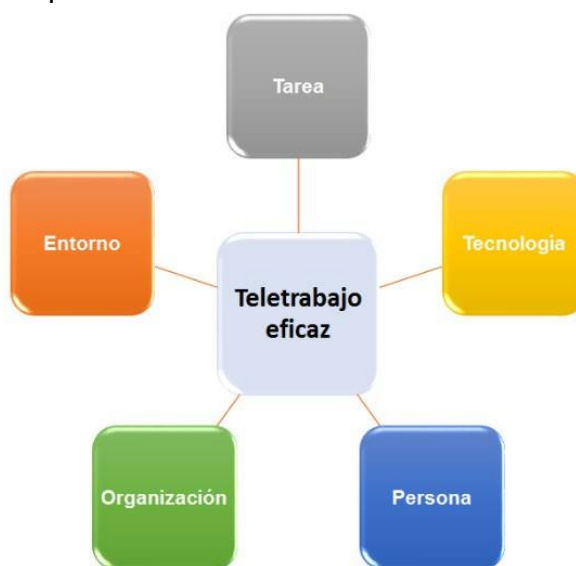 Tarea
Entorno
Tecnologia
Teletrabajo
eficaz
Organización
Persona